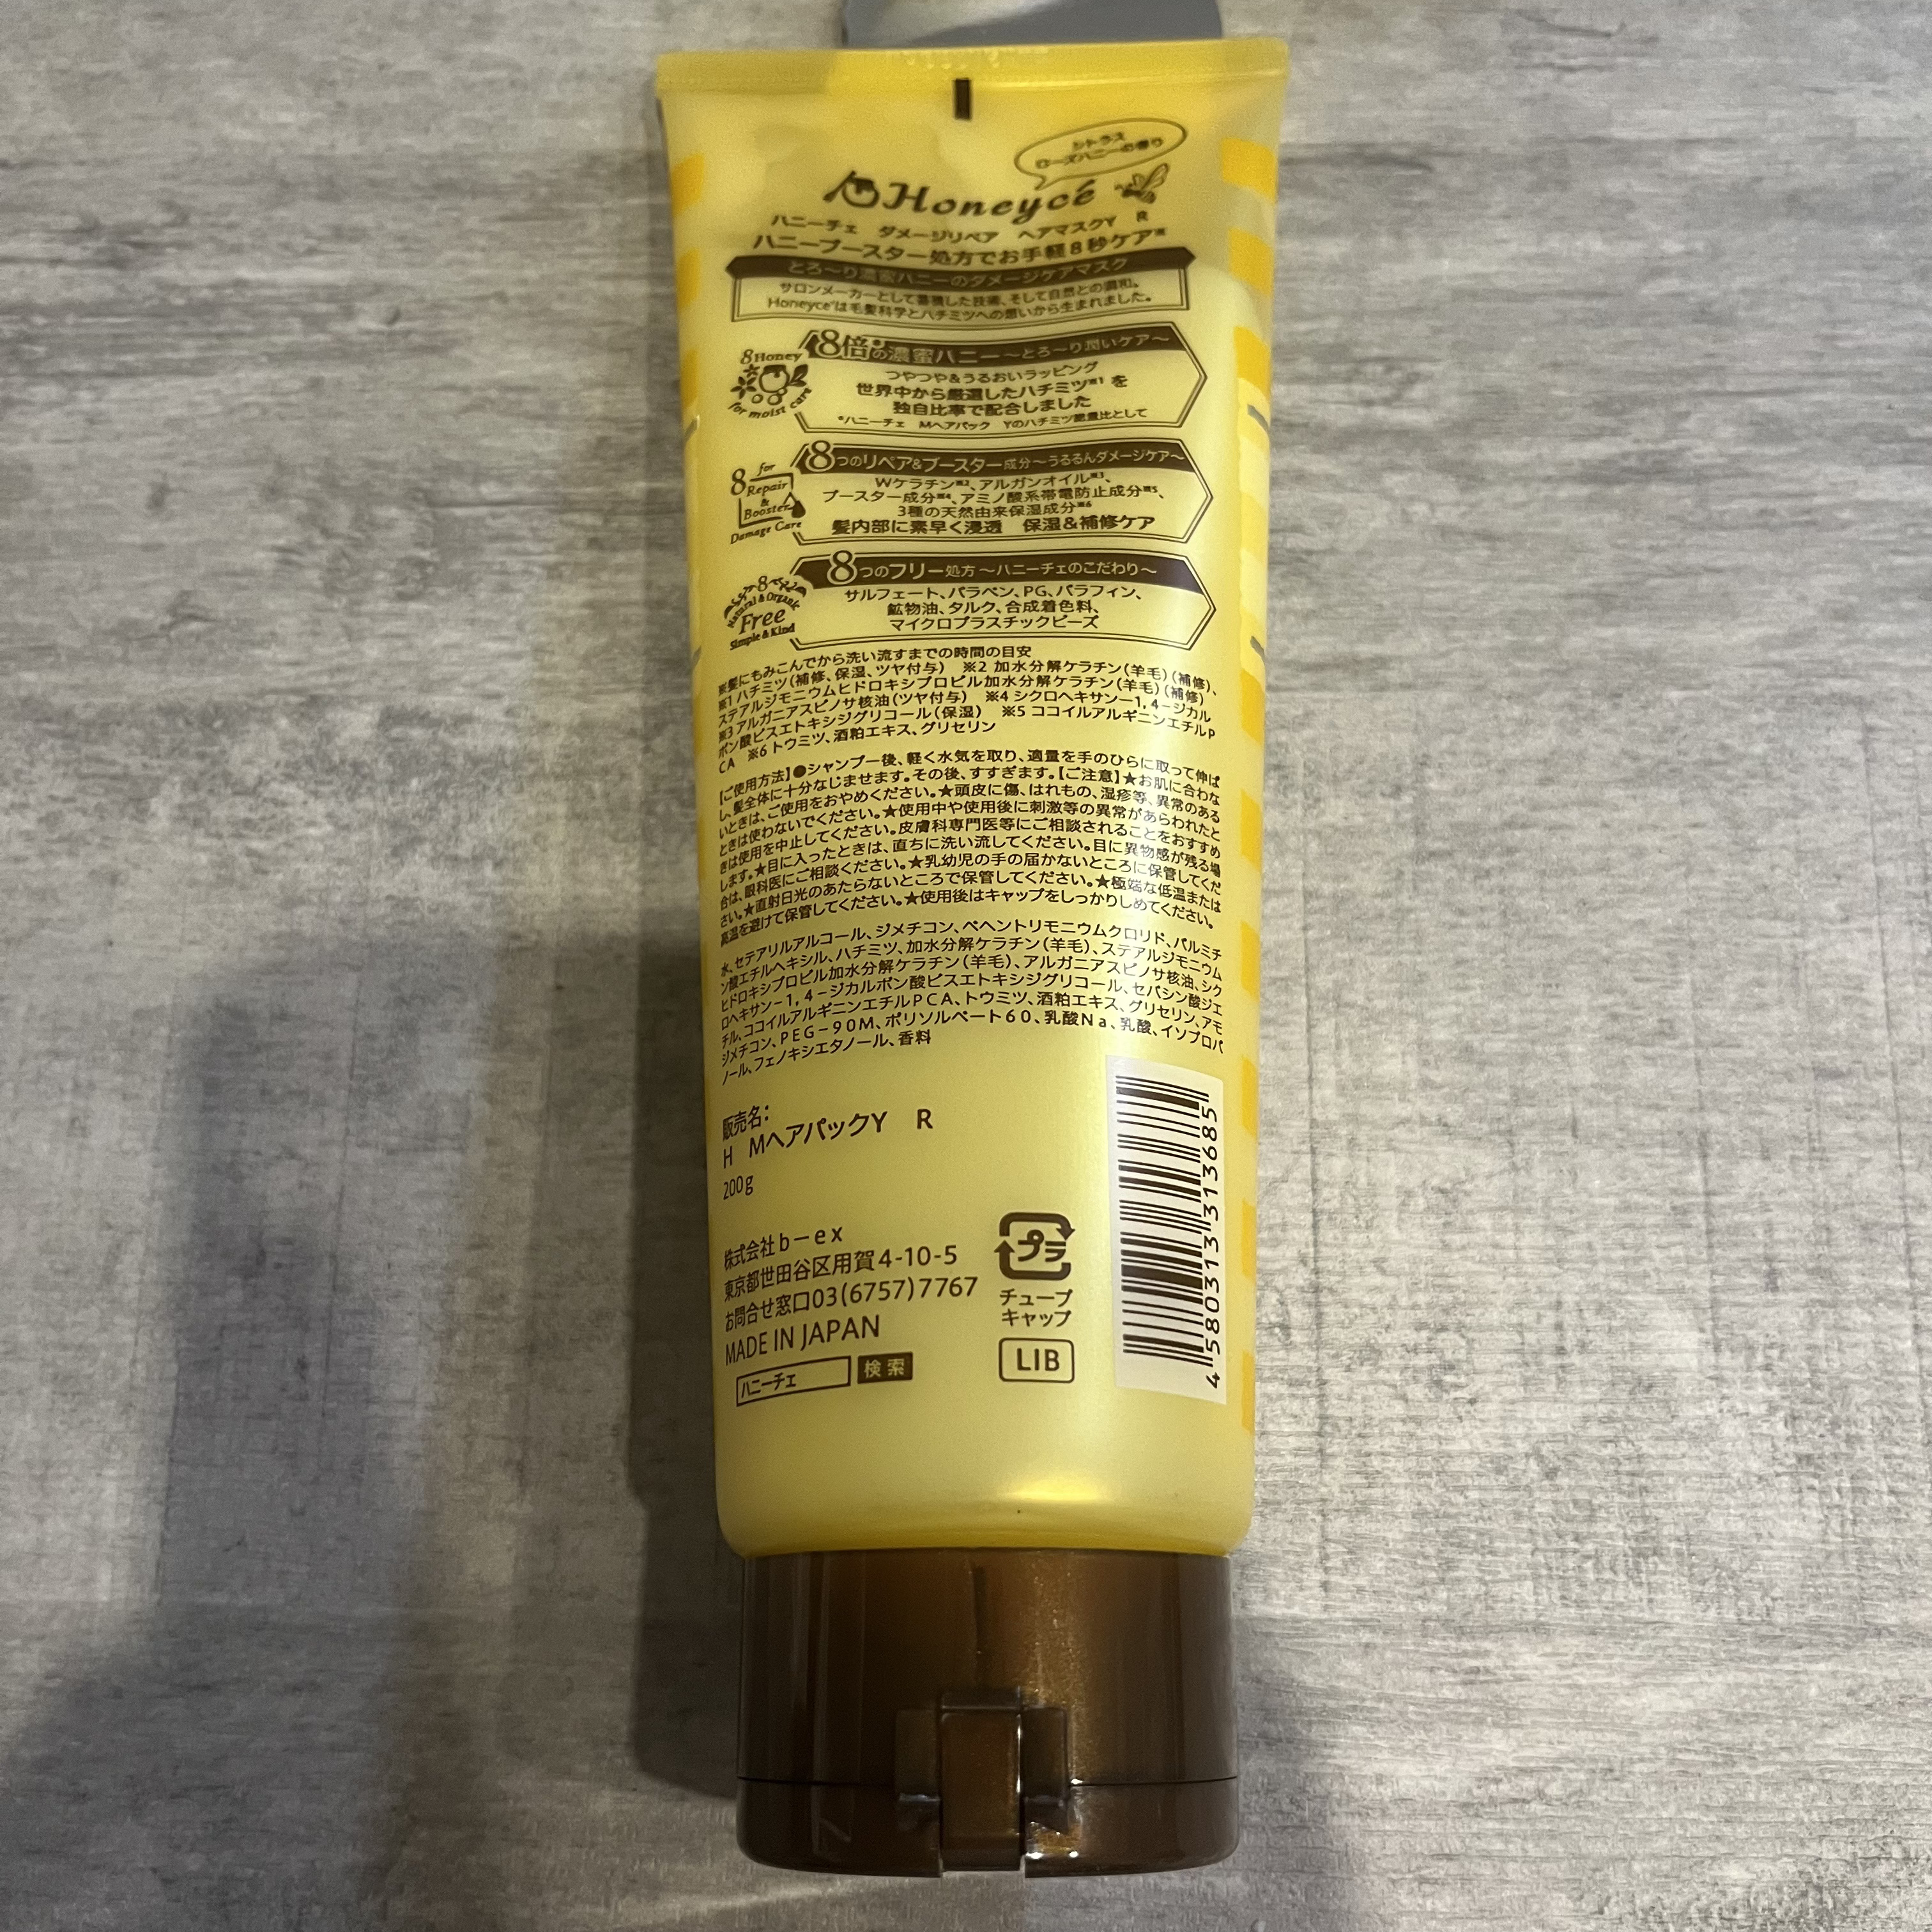 シトラス
ローズハニーの香り
Honeycé
ハニーチェ ダメージリペア ヘアマスクY R
ハニーブースター処方でお手軽8秒ケア※
とろ～り濃蜜ハニーのダメージケアマスク
サロンメーカーとして蓄積した技術、そして自然との調和。
Honeyce'は毛髪科学とハチミツへの想いから生まれました。
8Honey
for moist care
8倍*の濃蜜ハニー～とろ～り潤いケア～
つやつや&うるおいラッピング
世界中から厳選したハチミツ※1を
独自比率で配合しました
*ハニーチェ Mヘアパック Yのハチミツ配合量比として
8 for
Repair
&
Booster
Damage Care
8つのリペア&ブースター成分～うるるんダメージケア～
Wケラチン※2、アルガンオイル※3、
ブースター成分※4、アミノ酸系帯電防止成分※5、
3種の天然由来保湿成分※6
髪内部に素早く浸透 保湿&補修ケア
8
Natural & Organic
Free
Simple & Kind
8つのフリー処方～ハニーチェのこだわり～
サルフェート、パラベン、PG、パラフィン、
鉱物油、タルク、合成着色料、
マイクロプラスチックビーズ
※髪にもみこんでから洗い流すまでの時間の目安
※1 ハチミツ(補修、保湿、ツヤ付与) ※2 加水分解ケラチン(羊毛)(補修)、
ステアルジモニウムヒドロキシプロピル加水分解ケラチン(羊毛)(補修)
※3 アルガニアスピノサ核油(ツヤ付与) ※4 シクロヘキサン-1,4-ジカル
ボン酸ビスエトキシジグリコール(保湿) ※5 ココイルアルギニンエチルP
CA ※6 トウミツ、酒粕エキス、グリセリン
【ご使用方法】●シャンプー後、軽く水気を取り、適量を手のひらに取って伸ば
し、髪全体に十分なじませます。その後、すすぎます。【ご注意】★お肌に合わな
いときは、ご使用をおやめください。★頭皮に傷、はれもの、湿疹等、異常のある
ときは使わないでください。★使用中や使用後に刺激等の異常があらわれたと
きは使用を中止してください。皮膚科専門医等にご相談されることをおすすめ
します。★目に入ったときは、直ちに洗い流してください。目に異物感が残る場
合は、眼科医にご相談ください。★乳幼児の手の届かないところに保管してくだ
さい。★直射日光のあたらないところで保管してください。★極端な低温または
高温を避けて保管してください。★使用後はキャップをしっかりしめてください。
水、セテアリルアルコール、ジメチコン、ベヘントリモニウムクロリド、パルミチ
ン酸エチルヘキシル、ハチミツ、加水分解ケラチン(羊毛)、ステアルジモニウム
ヒドロキシプロピル加水分解ケラチン(羊毛)、アルガニアスピノサ核油、シク
ロヘキサン-1,4-ジカルボン酸ビスエトキシジグリコール、セバシン酸ジエ
チル、ココイルアルギニンエチルPCA、トウミツ、酒粕エキス、グリセリン、アモ
ジメチコン、PEG-90M、ポリソルベート60、乳酸Na、乳酸、イソプロパ
ノール、フェノキシエタノール、香料
販売名:
H MヘアパックY R
200g
株式会社b-ex
東京都世田谷区用賀4-10-5
お問合せ窓口03(6757)7767
MADE IN JAPAN
ハニーチェ 検索
プラ
チューブ
キャップ
LIB
4580313313685